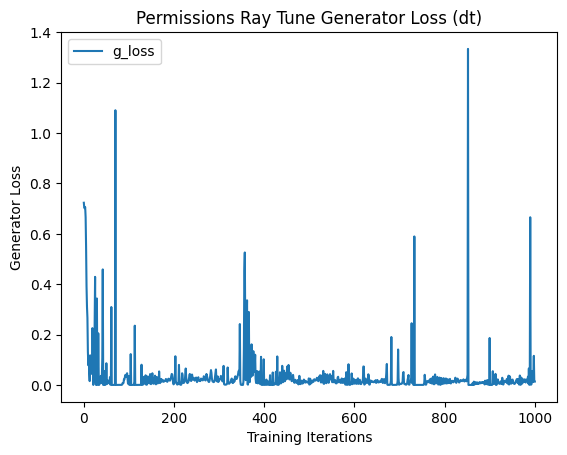 Permissions Ray Tune Generator Loss (dt)
g_loss
Generator Loss
1.4
1.2
1.0
0.8
0.6
0.4
0.2
0.0
0 200 400 600 800 1000
Training Iterations